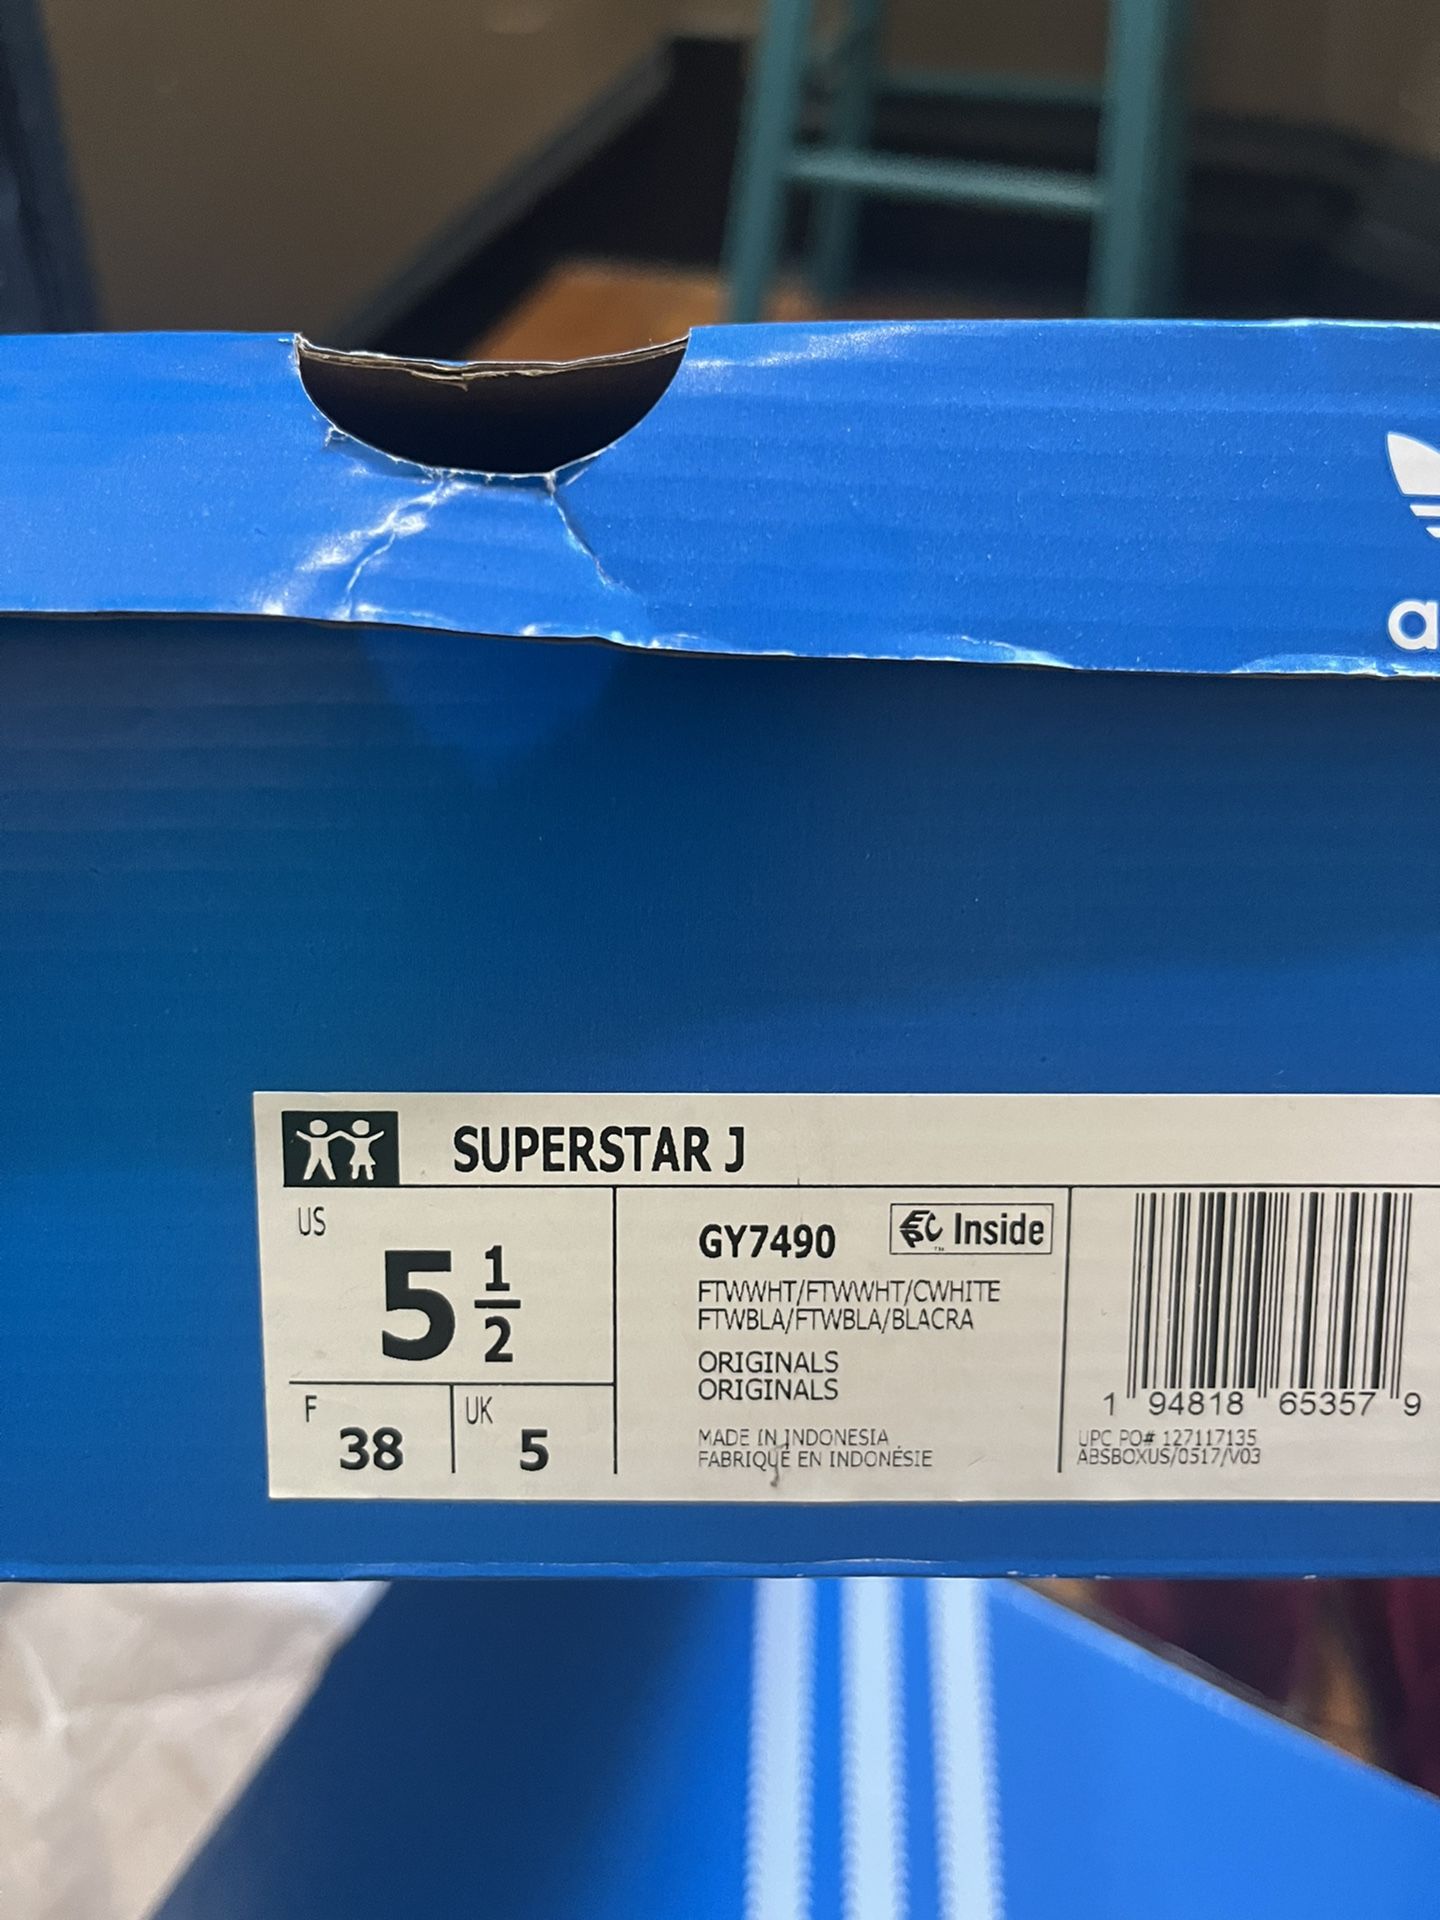 a
SUPERSTAR J
US
5 1/2
F
38
UK
5
GY7490
EPC Inside
FTWWHT/FTWWHT/CWHITE
FTWBLA/FTWBLA/BLACRA
ORIGINALS
ORIGINALS
MADE IN INDONESIA
FABRIQUÉ EN INDONÉSIE
1 94818 65357 9
UPC PO# 127117135
ABSBOXUS/0517/V03